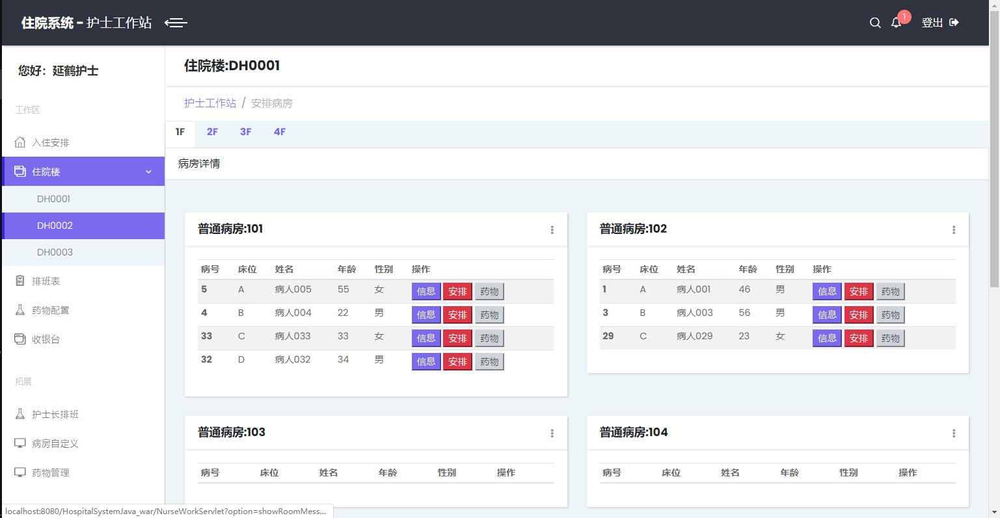 住院系统 - 护士工作站
1
登出
您好：延鹤护士
工作区
入住安排
住院楼
DH0001
DH0002
DH0003
排班表
药物配置
收银台
拓展
护士长排班
病房自定义
药物管理
住院楼:DH0001
护士工作站 / 安排病房
1F 2F 3F 4F
病房详情
普通病房:101
病号 床位 姓名 年龄 性别 操作
5 A 病人005 55 女 信息 安排 药物
4 B 病人004 22 男 信息 安排 药物
33 C 病人033 33 女 信息 安排 药物
32 D 病人032 34 男 信息 安排 药物
普通病房:102
病号 床位 姓名 年龄 性别 操作
1 A 病人001 46 男 信息 安排 药物
3 B 病人003 56 男 信息 安排 药物
29 C 病人029 23 女 信息 安排 药物
普通病房:103
病号 床位 姓名 年龄 性别 操作
普通病房:104
病号 床位 姓名 年龄 性别 操作
localhost:8080/HospitalSystemJava_war/NurseWorkServlet?option=showRoomMess...